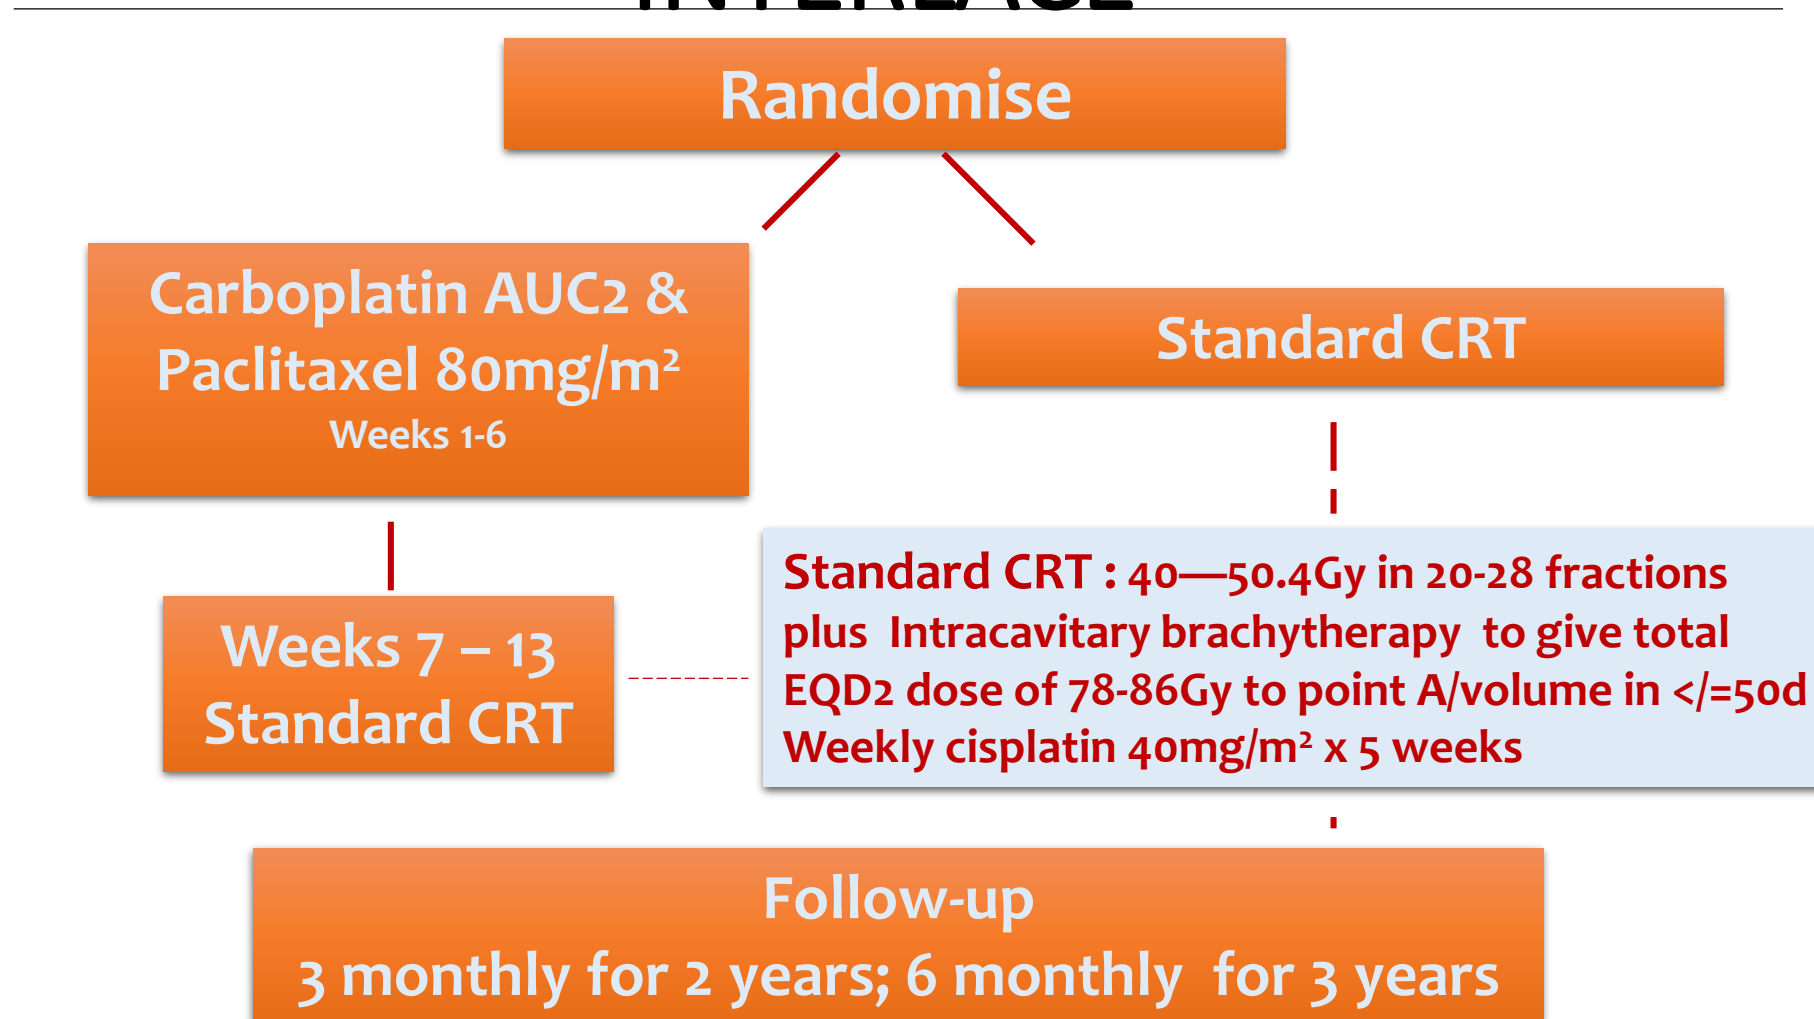 INTERLACE
Randomise
Carboplatin AUC2 &
Paclitaxel 80mg/m²
Weeks 1-6
Standard CRT
Weeks 7 – 13
Standard CRT
Standard CRT : 40—50.4Gy in 20-28 fractions
plus Intracavitary brachytherapy to give total
EQD2 dose of 78-86Gy to point A/volume in </=50d
Weekly cisplatin 40mg/m² x 5 weeks
Follow-up
3 monthly for 2 years; 6 monthly for 3 years